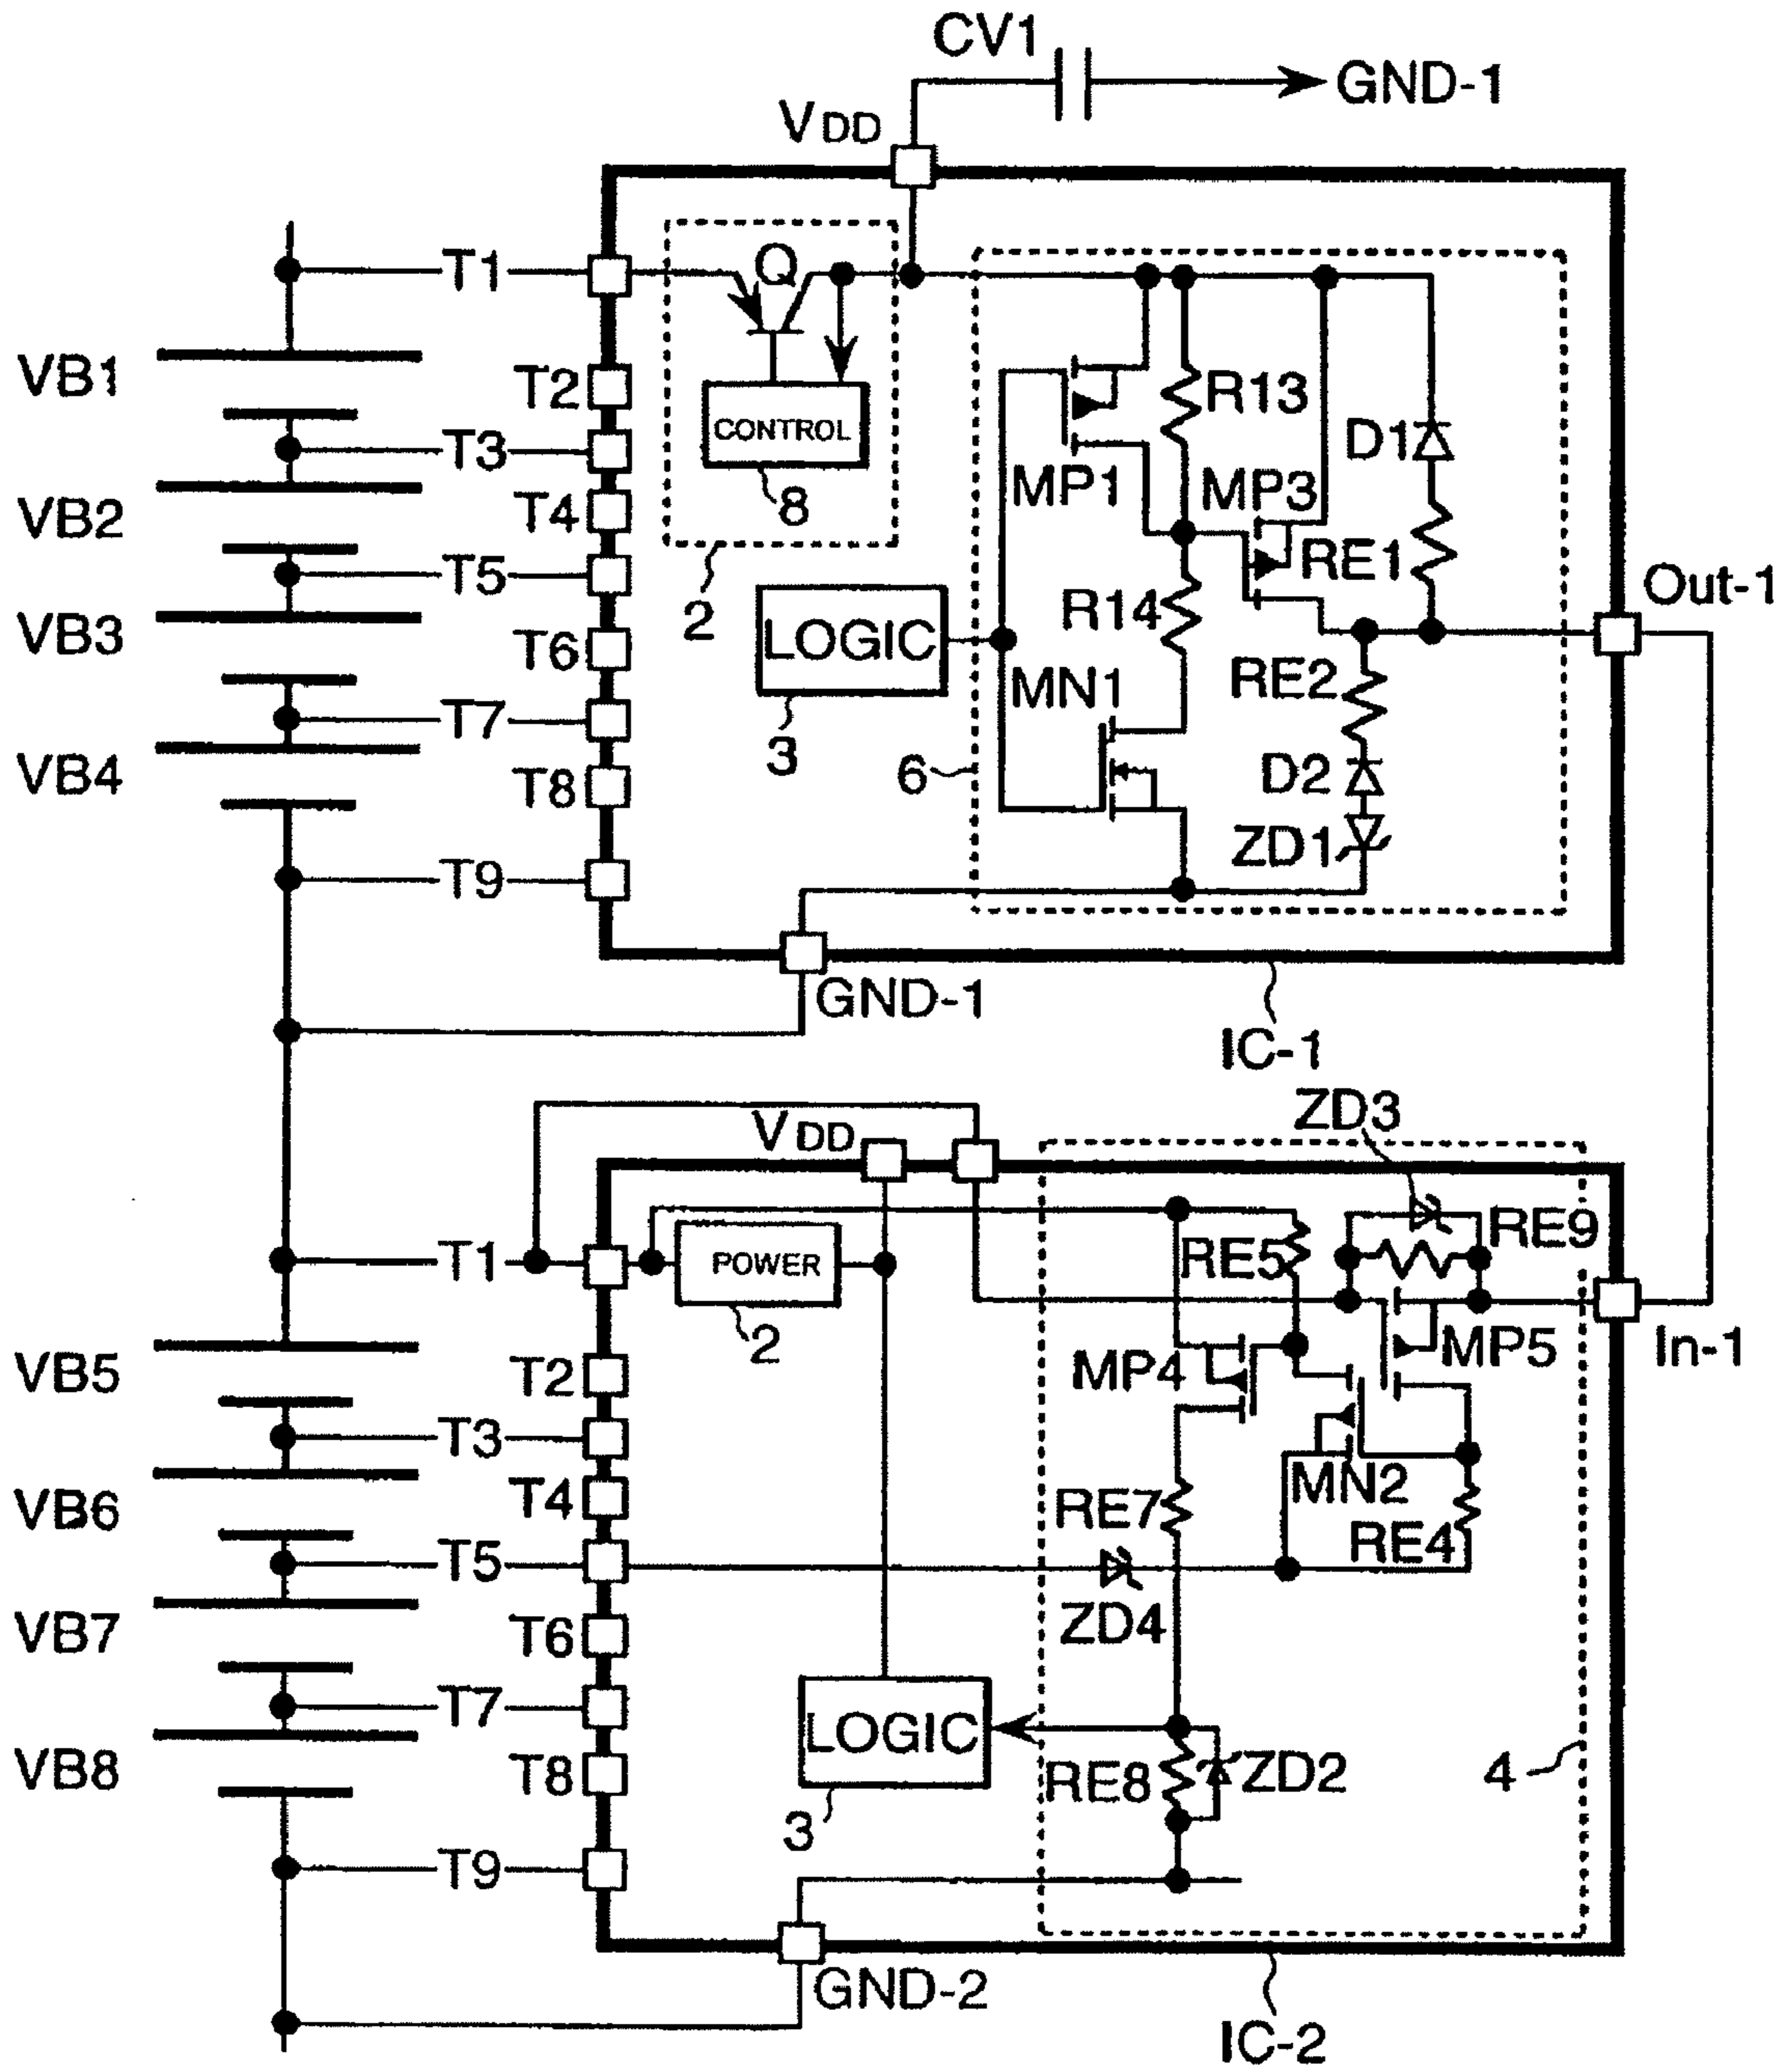 CV1
GND-1
VDD
T1
Q
VB1
T2
CONTROL
R13
D1
T3
8
MP1
MP3
VB2
T4
T5
RE1
Out-1
2
R14
VB3
T6
LOGIC
RE2
MN1
T7
3
6
D2
VB4
T8
ZD1
T9
GND-1
IC-1
ZD3
VDD
RE9
T1
POWER
RE5
2
MP5
In-1
VB5
T2
MP4
T3
MN2
VB6
T4
RE7
RE4
T5
ZD4
VB7
T6
T7
LOGIC
VB8
T8
RE8
ZD2
4
3
T9
GND-2
IC-2